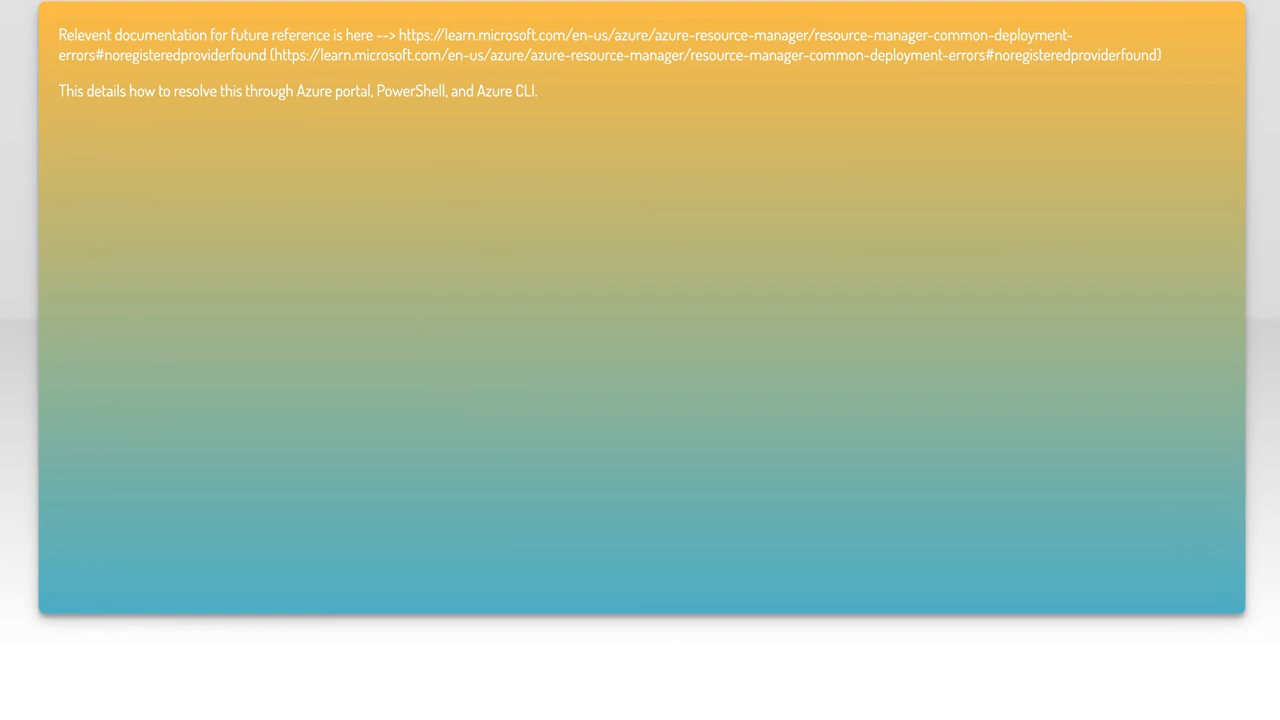 Relevent documentation for future reference is here --> https://learn.microsoft.com/en-us/azure/azure-resource-manager/resource-manager-common-deployment-
errors#noregisteredproviderfound (https://learn.microsoft.com/en-us/azure/azure-resource-manager/resource-manager-common-deployment-errors#noregisteredproviderfound)
This details how to resolve this through Azure portal, PowerShell, and Azure CLI.